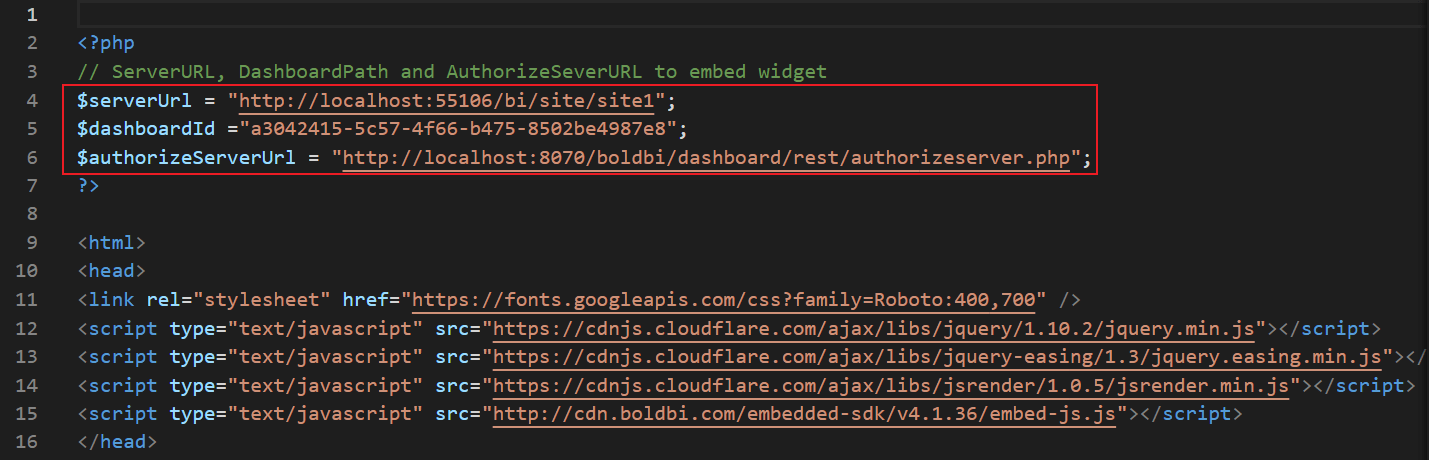 1
2 <?php
3 // ServerURL, DashboardPath and AuthorizeSeverURL to embed widget
4 $serverUrl = "http://localhost:55106/bi/site/site1";
5 $dashboardId ="a3042415-5c57-4f66-b475-8502be4987e8";
6 $authorizeServerUrl = "http://localhost:8070/boldbi/dashboard/rest/authorizeserver.php";
7 ?>
8
9 <html>
10 <head>
11 <link rel="stylesheet" href="https://fonts.googleapis.com/css?family=Roboto:400,700" />
12 <script type="text/javascript" src="https://cdnjs.cloudflare.com/ajax/libs/jquery/1.10.2/jquery.min.js"></script>
13 <script type="text/javascript" src="https://cdnjs.cloudflare.com/ajax/libs/jquery-easing/1.3/jquery.easing.min.js"></
14 <script type="text/javascript" src="https://cdnjs.cloudflare.com/ajax/libs/jsrender/1.0.5/jsrender.min.js"></script>
15 <script type="text/javascript" src="http://cdn.boldbi.com/embedded-sdk/v4.1.36/embed-js.js"></script>
16 </head>